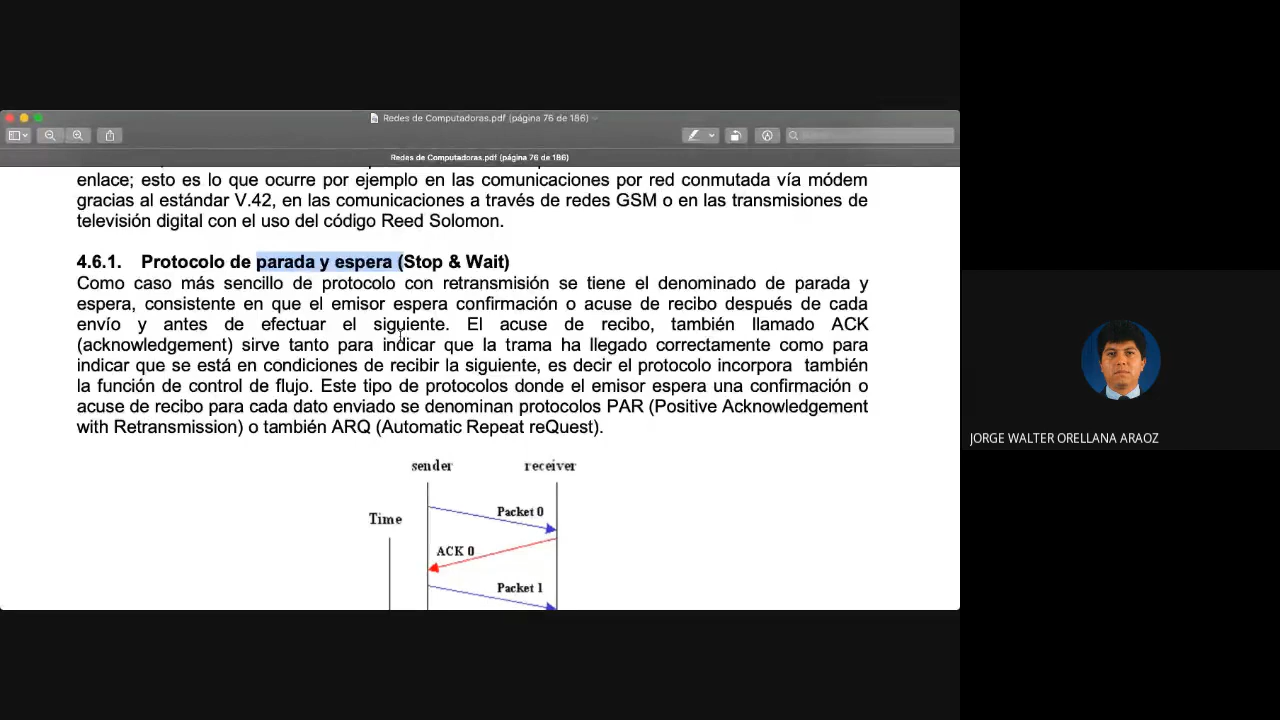 Redes de Computadoras.pdf (página 76 de 186)
Redes de Computadoras.pdf (página 76 de 186)
enlace; esto es lo que ocurre por ejemplo en las comunicaciones por red conmutada vía módem
gracias al estándar V.42, en las comunicaciones a través de redes GSM o en las transmisiones de
televisión digital con el uso del código Reed Solomon.
4.6.1. Protocolo de parada y espera (Stop & Wait)
Como caso más sencillo de protocolo con retransmisión se tiene el denominado de parada y
espera, consistente en que el emisor espera confirmación o acuse de recibo después de cada
envío y antes de efectuar el siguiente. El acuse de recibo, también llamado ACK
(acknowledgement) sirve tanto para indicar que la trama ha llegado correctamente como para
indicar que se está en condiciones de recibir la siguiente, es decir el protocolo incorpora también
la función de control de flujo. Este tipo de protocolos donde el emisor espera una confirmación o
acuse de recibo para cada dato enviado se denominan protocolos PAR (Positive Acknowledgement
with Retransmission) o también ARQ (Automatic Repeat reQuest).
sender receiver
Time
Packet 0
ACK 0
Packet 1
JORGE WALTER ORELLANA ARAOZ